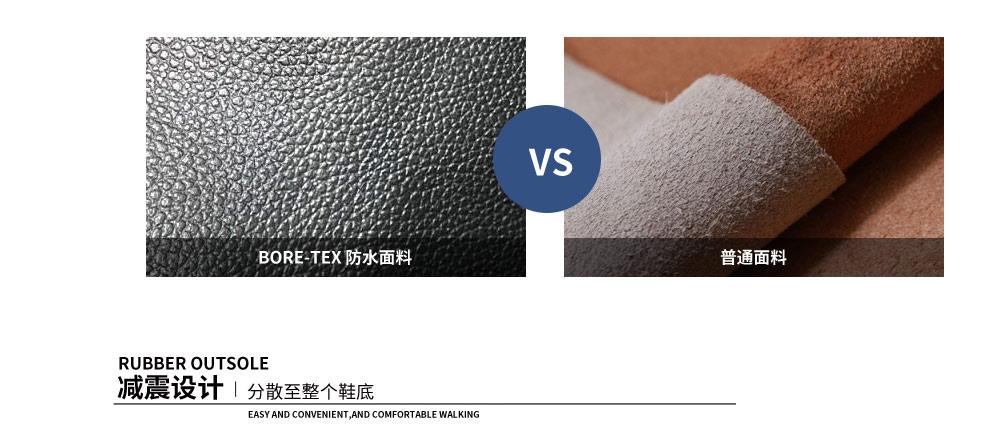 VS
BORE-TEX 防水面料
普通面料
RUBBER OUTSOLE
减震设计 | 分散至整个鞋底
EASY AND CONVENIENT,AND COMFORTABLE WALKING